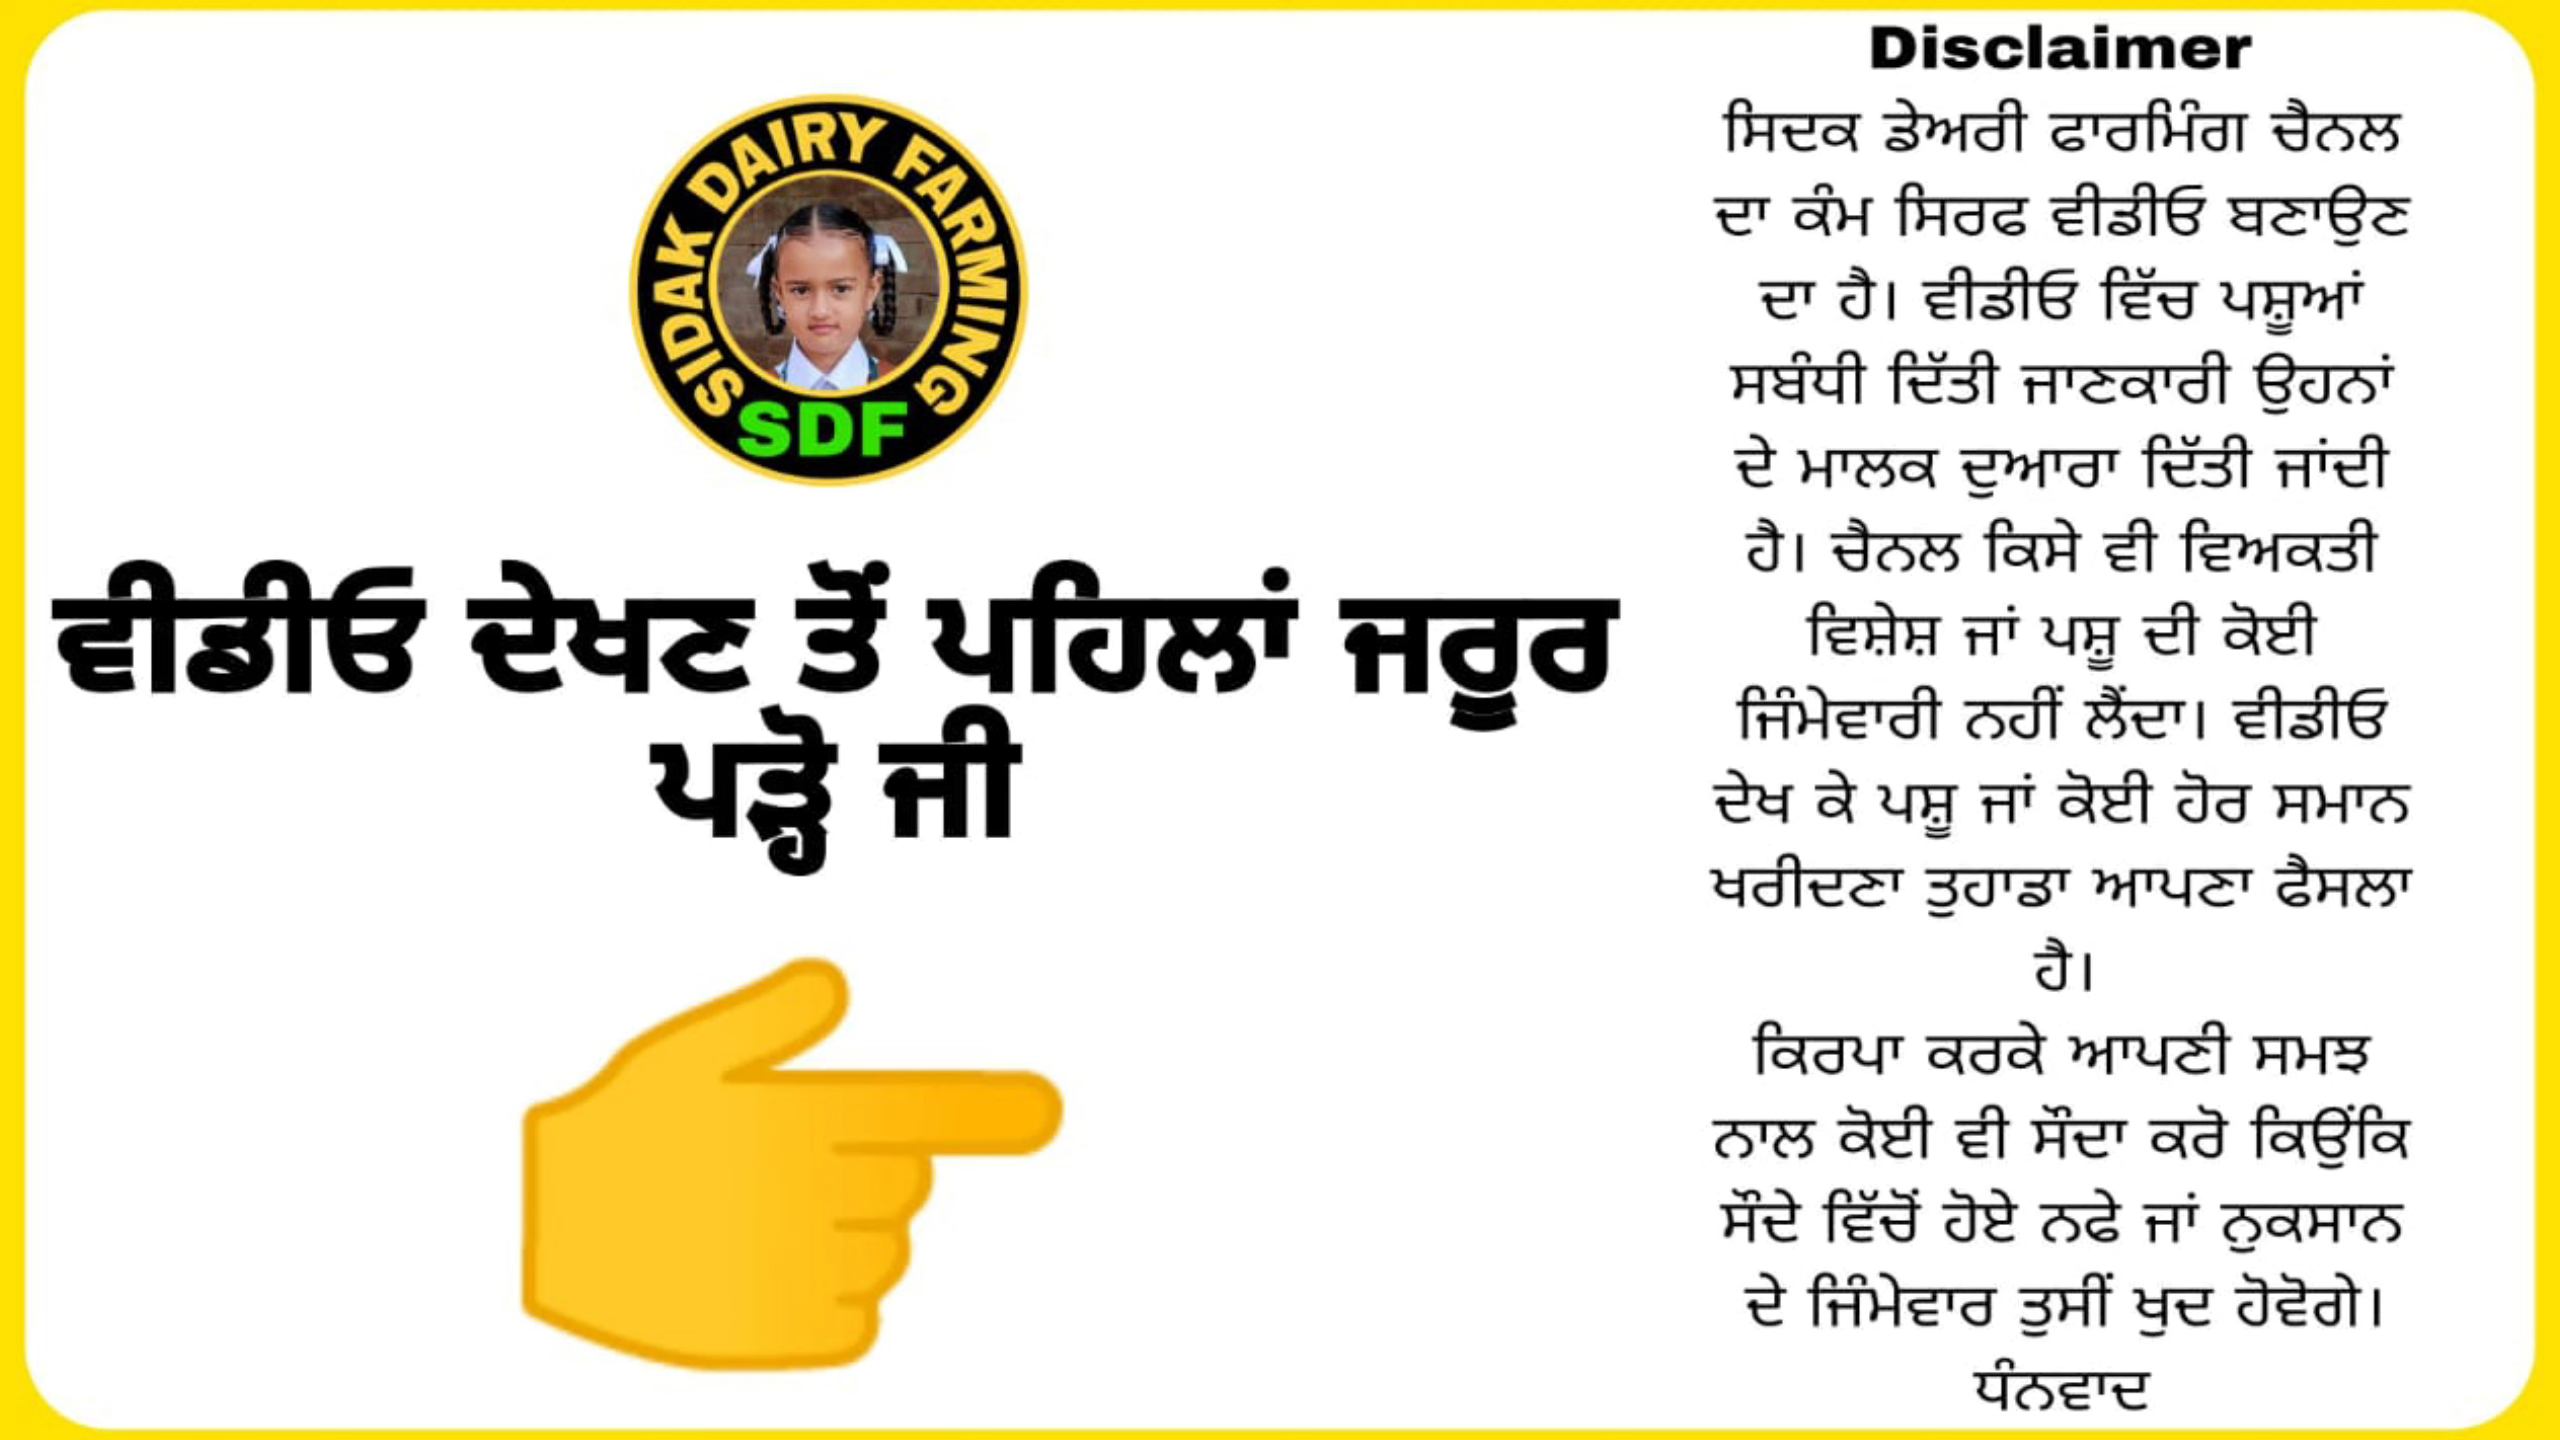 SIDAK DAIRY FARMING
SDF
ਵੀਡੀਓ ਦੇਖਣ ਤੋਂ ਪਹਿਲਾਂ ਜਰੂਰ
ਪੜ੍ਹੋ ਜੀ
Disclaimer
ਸਿਦਕ ਡੇਅਰੀ ਫਾਰਮਿੰਗ ਚੈਨਲ
ਦਾ ਕੰਮ ਸਿਰਫ ਵੀਡੀਓ ਬਣਾਉਣ
ਦਾ ਹੈ। ਵੀਡੀਓ ਵਿੱਚ ਪਸ਼ੂਆਂ
ਸਬੰਧੀ ਦਿੱਤੀ ਜਾਣਕਾਰੀ ਉਹਨਾਂ
ਦੇ ਮਾਲਕ ਦੁਆਰਾ ਦਿੱਤੀ ਜਾਂਦੀ
ਹੈ। ਚੈਨਲ ਕਿਸੇ ਵੀ ਵਿਅਕਤੀ
ਵਿਸ਼ੇਸ਼ ਜਾਂ ਪਸ਼ੂ ਦੀ ਕੋਈ
ਜਿੰਮੇਵਾਰੀ ਨਹੀਂ ਲੈਂਦਾ। ਵੀਡੀਓ
ਦੇਖ ਕੇ ਪਸ਼ੂ ਜਾਂ ਕੋਈ ਹੋਰ ਸਮਾਨ
ਖਰੀਦਣਾ ਤੁਹਾਡਾ ਆਪਣਾ ਫੈਸਲਾ
ਹੈ।
ਕਿਰਪਾ ਕਰਕੇ ਆਪਣੀ ਸਮਝ
ਨਾਲ ਕੋਈ ਵੀ ਸੌਦਾ ਕਰੋ ਕਿਉਂਕਿ
ਸੌਦੇ ਵਿੱਚੋਂ ਹੋਏ ਨਫੇ ਜਾਂ ਨੁਕਸਾਨ
ਦੇ ਜਿੰਮੇਵਾਰ ਤੁਸੀਂ ਖੁਦ ਹੋਵੋਗੇ।
ਧੰਨਵਾਦ